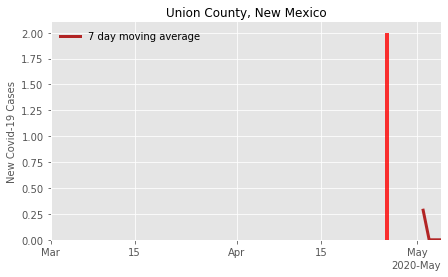 Union County, New Mexico
7 day moving average
New Covid-19 Cases
2.00
1.75
1.50
1.25
1.00
0.75
0.50
0.25
0.00
Mar 15 Apr 15 May
2020-May